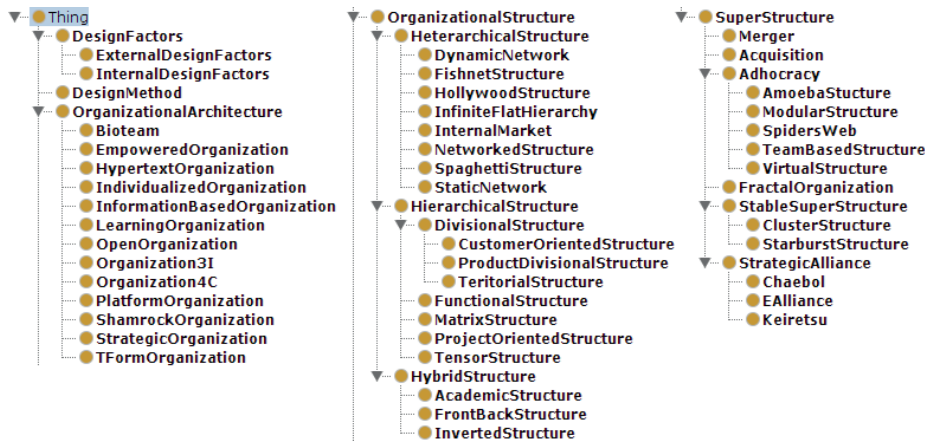 Thing
DesignFactors
ExternalDesignFactors
InternalDesignFactors
DesignMethod
OrganizationalArchitecture
Bioteam
EmpoweredOrganization
HypertextOrganization
IndividualizedOrganization
InformationBasedOrganization
LearningOrganization
OpenOrganization
Organization3I
Organization4C
PlatformOrganization
ShamrockOrganization
StrategicOrganization
TFormOrganization
OrganizationalStructure
HeterarchicalStructure
DynamicNetwork
FishnetStructure
HollywoodStructure
InfiniteFlatHierarchy
InternalMarket
NetworkedStructure
SpaghettiStructure
StaticNetwork
HierarchicalStructure
DivisionalStructure
CustomerOrientedStructure
ProductDivisionalStructure
TeritorialStructure
FunctionalStructure
MatrixStructure
ProjectOrientedStructure
TensorStructure
HybridStructure
AcademicStructure
FrontBackStructure
InvertedStructure
SuperStructure
Merger
Acquisition
Adhocracy
AmoebaStucture
ModularStructure
SpidersWeb
TeamBasedStructure
VirtualStructure
FractalOrganization
StableSuperStructure
ClusterStructure
StarburstStructure
StrategicAlliance
Chaebol
EAlliance
Keiretsu